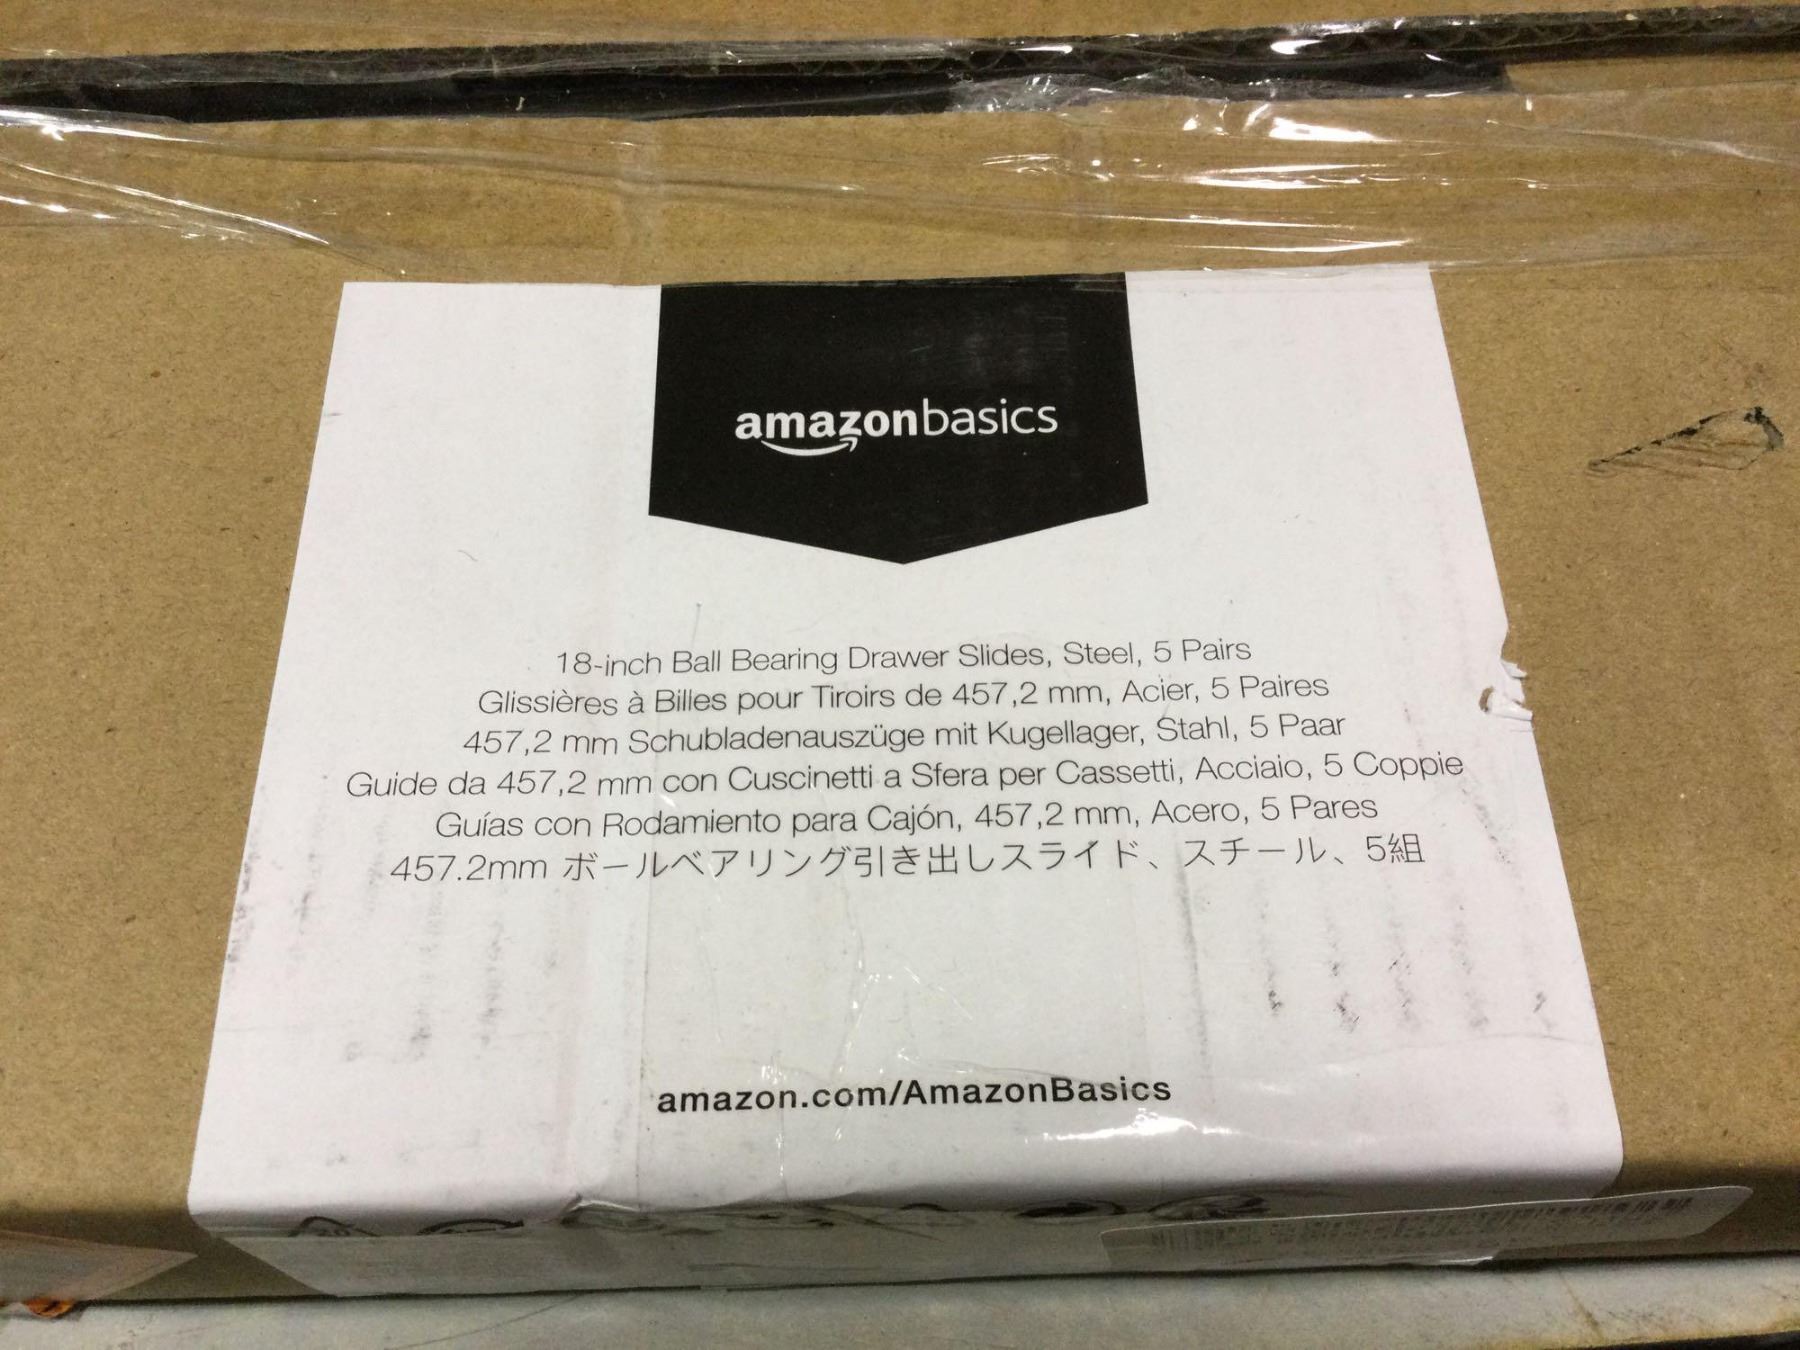 amazonbasics
18-inch Ball Bearing Drawer Slides, Steel, 5 Pairs
Glissières à Billes pour Tiroirs de 457,2 mm, Acier, 5 Paires
457,2 mm Schubladenauszüge mit Kugellager, Stahl, 5 Paar
Guide da 457,2 mm con Cuscinetti a Sfera per Cassetti, Acciaio, 5 Coppie
Guías con Rodamiento para Cajón, 457,2 mm, Acero, 5 Pares
457.2mm ボールベアリング引き出しスライド、スチール、5組
amazon.com/AmazonBasics